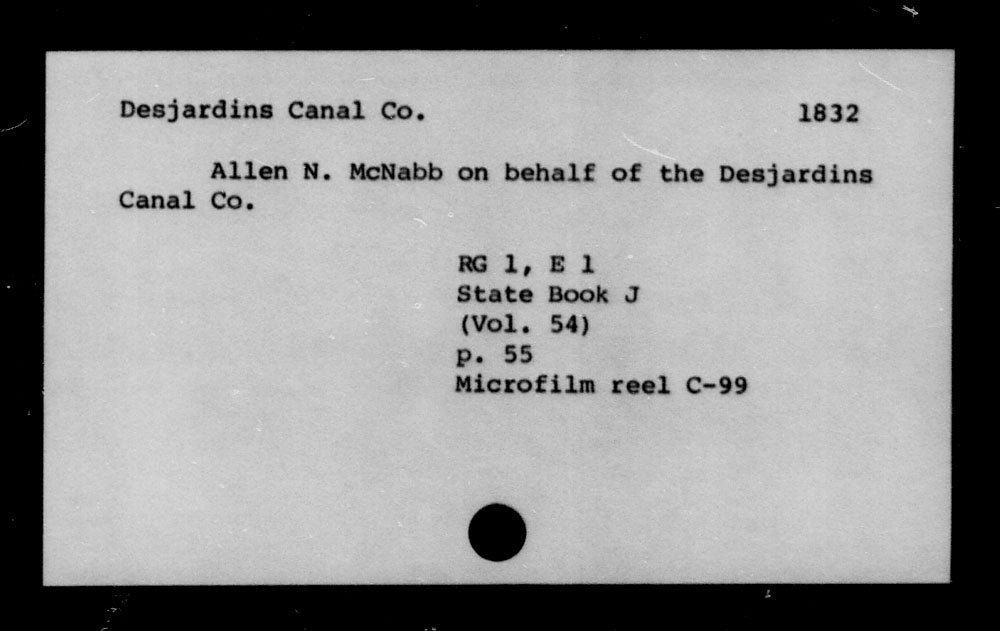 Desjardins Canal Co. 1832
Allen N. McNabb on behalf of the Desjardins
Canal Co.
RG 1, E 1
State Book J
(Vol. 54)
p. 55
Microfilm reel C-99